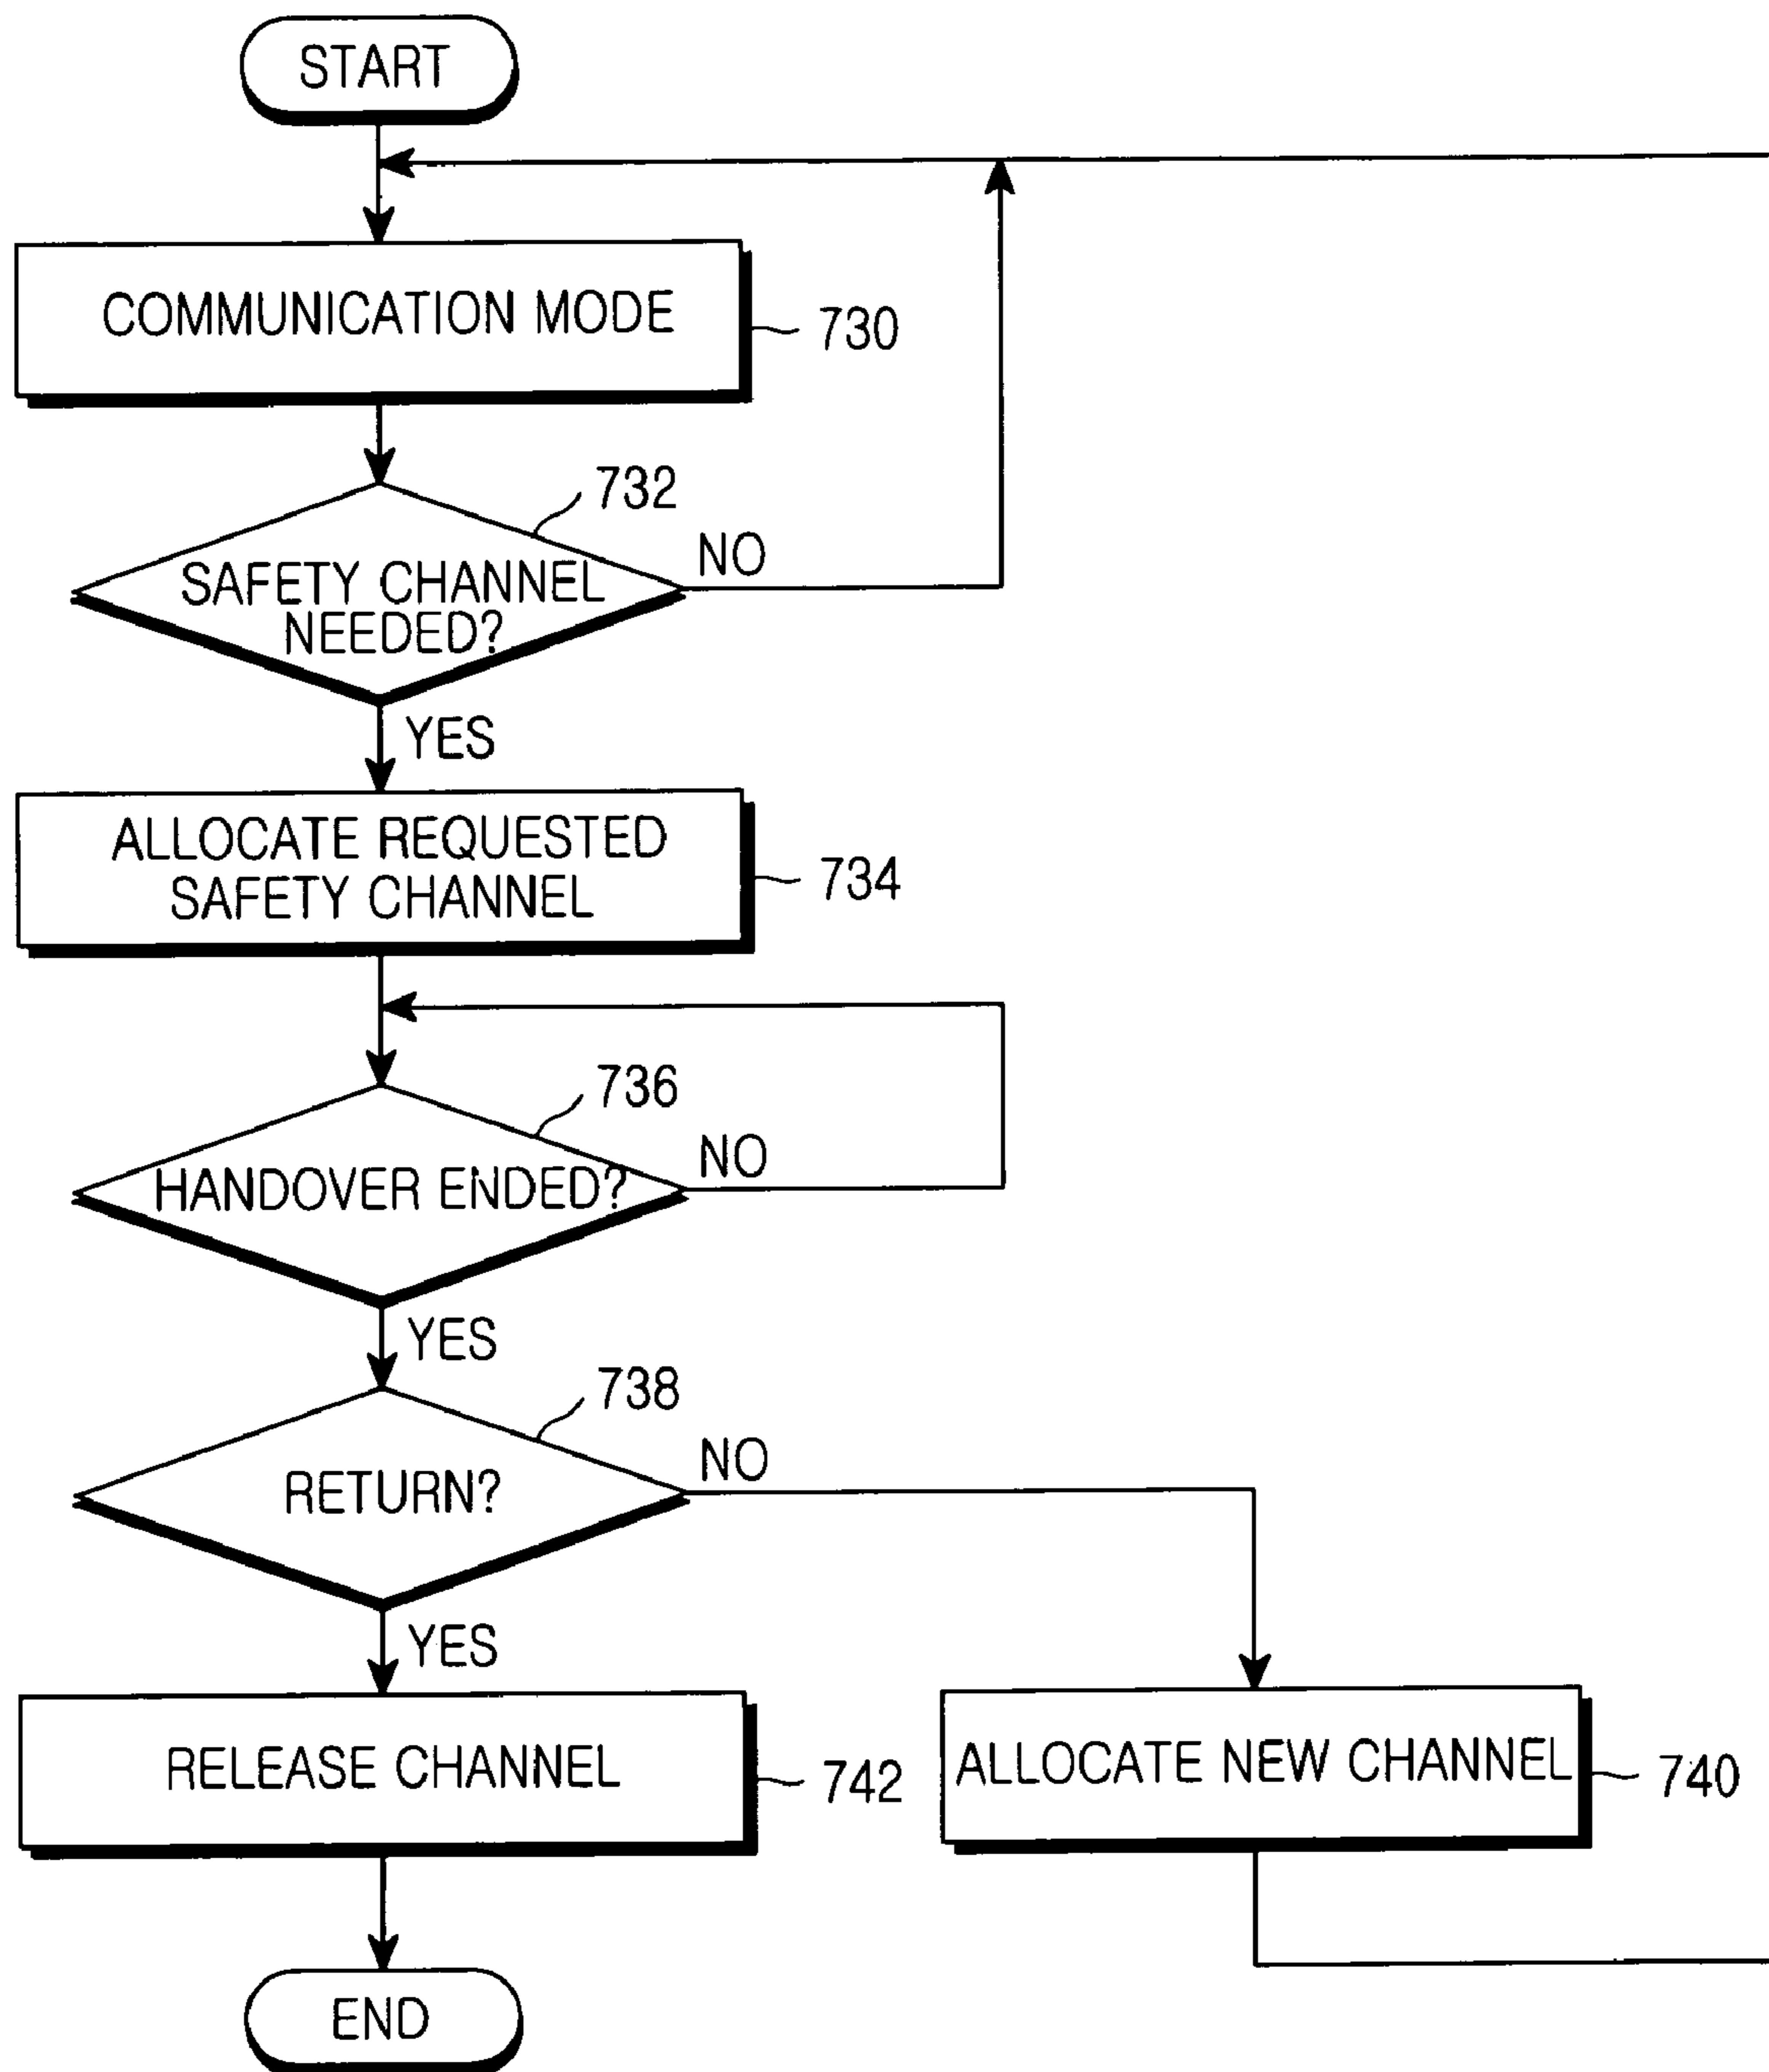 START
COMMUNICATION MODE
730
732
SAFETY CHANNEL
NEEDED?
NO
YES
ALLOCATE REQUESTED
SAFETY CHANNEL
734
736
HANDOVER ENDED?
NO
YES
738
RETURN?
NO
YES
RELEASE CHANNEL
742
ALLOCATE NEW CHANNEL
740
END